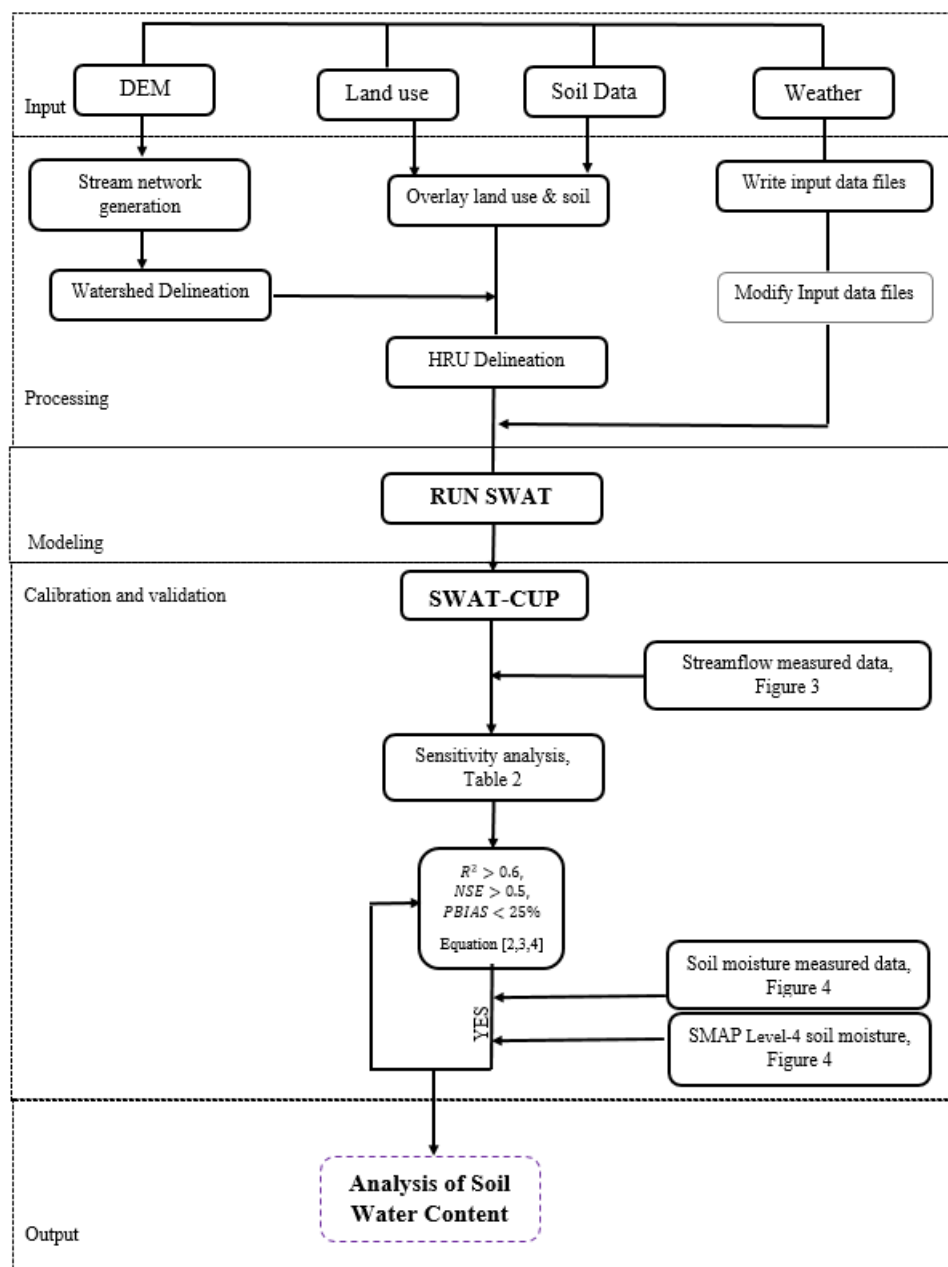 DEM
Land use
Soil Data
Weather
Input
Stream network
generation
Overlay land use & soil
Write input data files
Watershed Delineation
Modify Input data files
HRU Delineation
Processing
RUN SWAT
Modeling
Calibration and validation
SWAT-CUP
Streamflow measured data,
Figure 3
Sensitivity analysis,
Table 2
R² > 0.6,
NSE > 0.5,
PBIAS < 25%
Equation [2,3,4]
Soil moisture measured data,
Figure 4
YES
SMAP Level-4 soil moisture,
Figure 4
Analysis of Soil
Water Content
Output